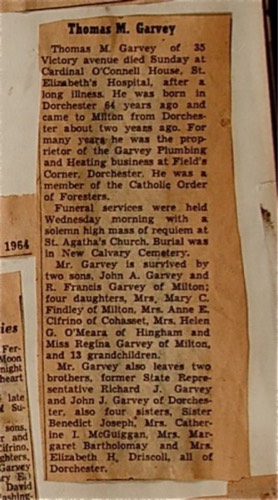 Thomas M. Garvey
Thomas M. Garvey of 35
Victory avenue died Sunday at
Cardinal O'Connell House, St.
Elizabeth's Hospital, after a
long illness. He was born in
Dorchester 64 years ago and
came to Milton from Dorches-
ter about two years ago. For
many years he was the prop-
rietor of the Garvey Plumbing
and Heating business at Field's
Corner, Dorchester. He was a
member of the Catholic Order
of Foresters.
Funeral services were held
Wednesday morning with a
solemn high mass of requiem at
St. Agatha's Church. Burial was
in New Calvary Cemetery.
Mr. Garvey is survived by
two sons, John A. Garvey and
R. Francis Garvey of Milton;
four daughters, Mrs. Mary C.
Findley of Milton, Mrs. Anne E.
Cifrino of Cohasset, Mrs. Helen
G. O'Meara of Hingham and
Miss Regina Garvey of Milton,
and 13 grandchildren.
Mr. Garvey also leaves two
brothers, former State Repre-
sentative Richard J. Garvey
and John J. Garvey of Dorches-
ter, also four sisters, Sister
Benedict Joseph, Mrs. Cather-
ine I. McGuiggan, Mrs. Mar-
garet Bartholomay and Mrs.
Elizabeth H. Driscoll, all of
Dorchester.
1964
ies
Fer-
Moon
night
heart
late
f Su-
sons,
r and
Cifrino,
ghters,
Garvey
ary E.
David
ashing-